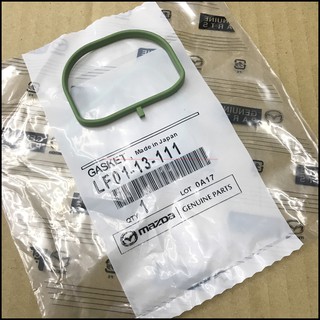 GASKET Made in Japan
LF01-13-111
QTY 1 LOT 0A17
mazda GENUINE PARTS